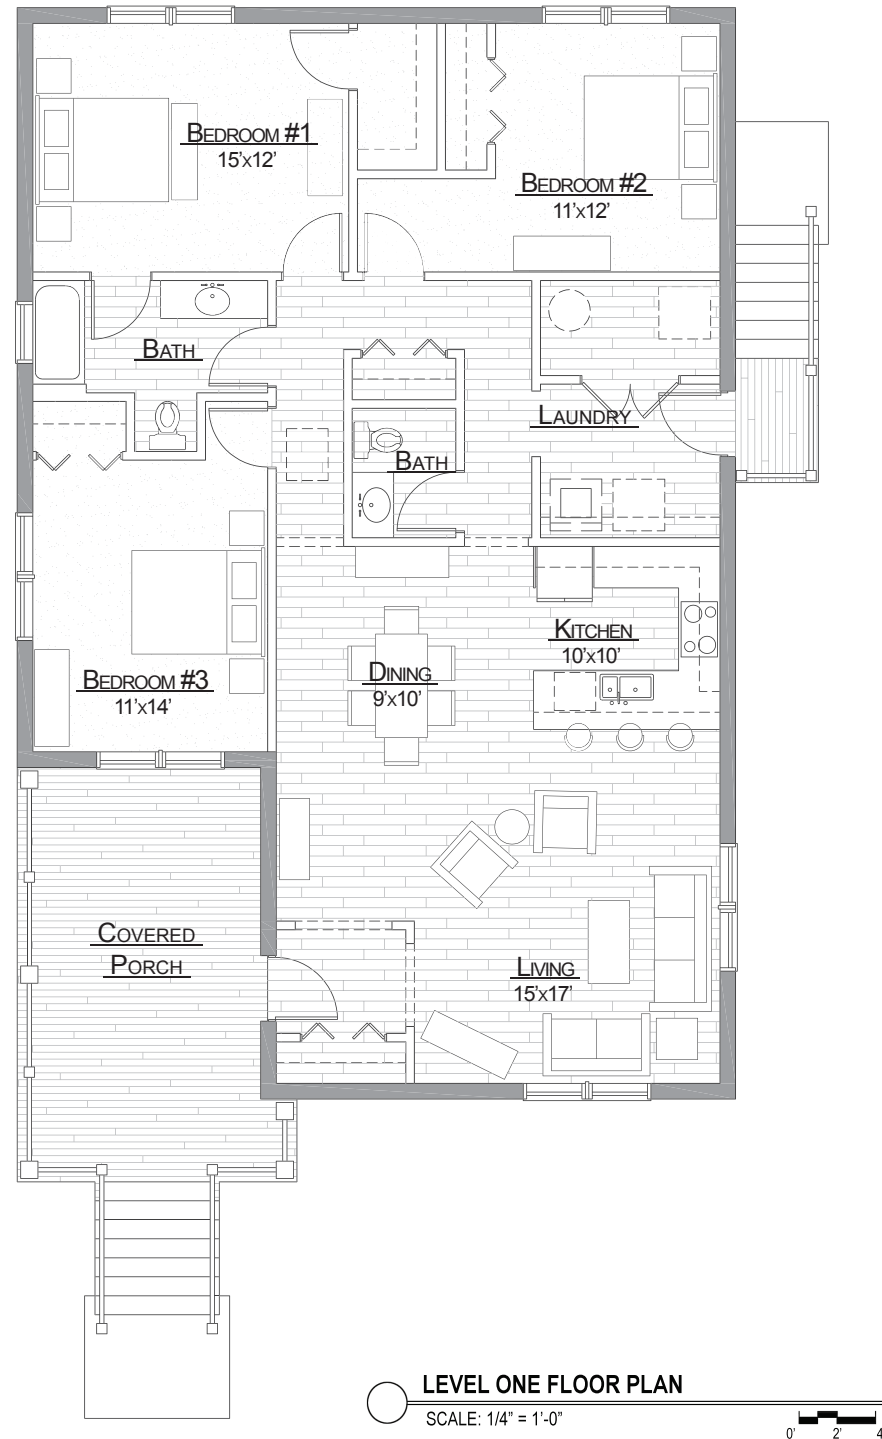 BEDROOM #1
15'X12'
BEDROOM #2
11'X12'
BATH
LAUNDRY
BATH
KITCHEN
10'X10'
DINING
9'X10'
BEDROOM #3
11'X14'
COVERED
PORCH
LIVING
15'X17'
LEVEL ONE FLOOR PLAN
SCALE: 1/4" = 1'-0"
0' 2' 4